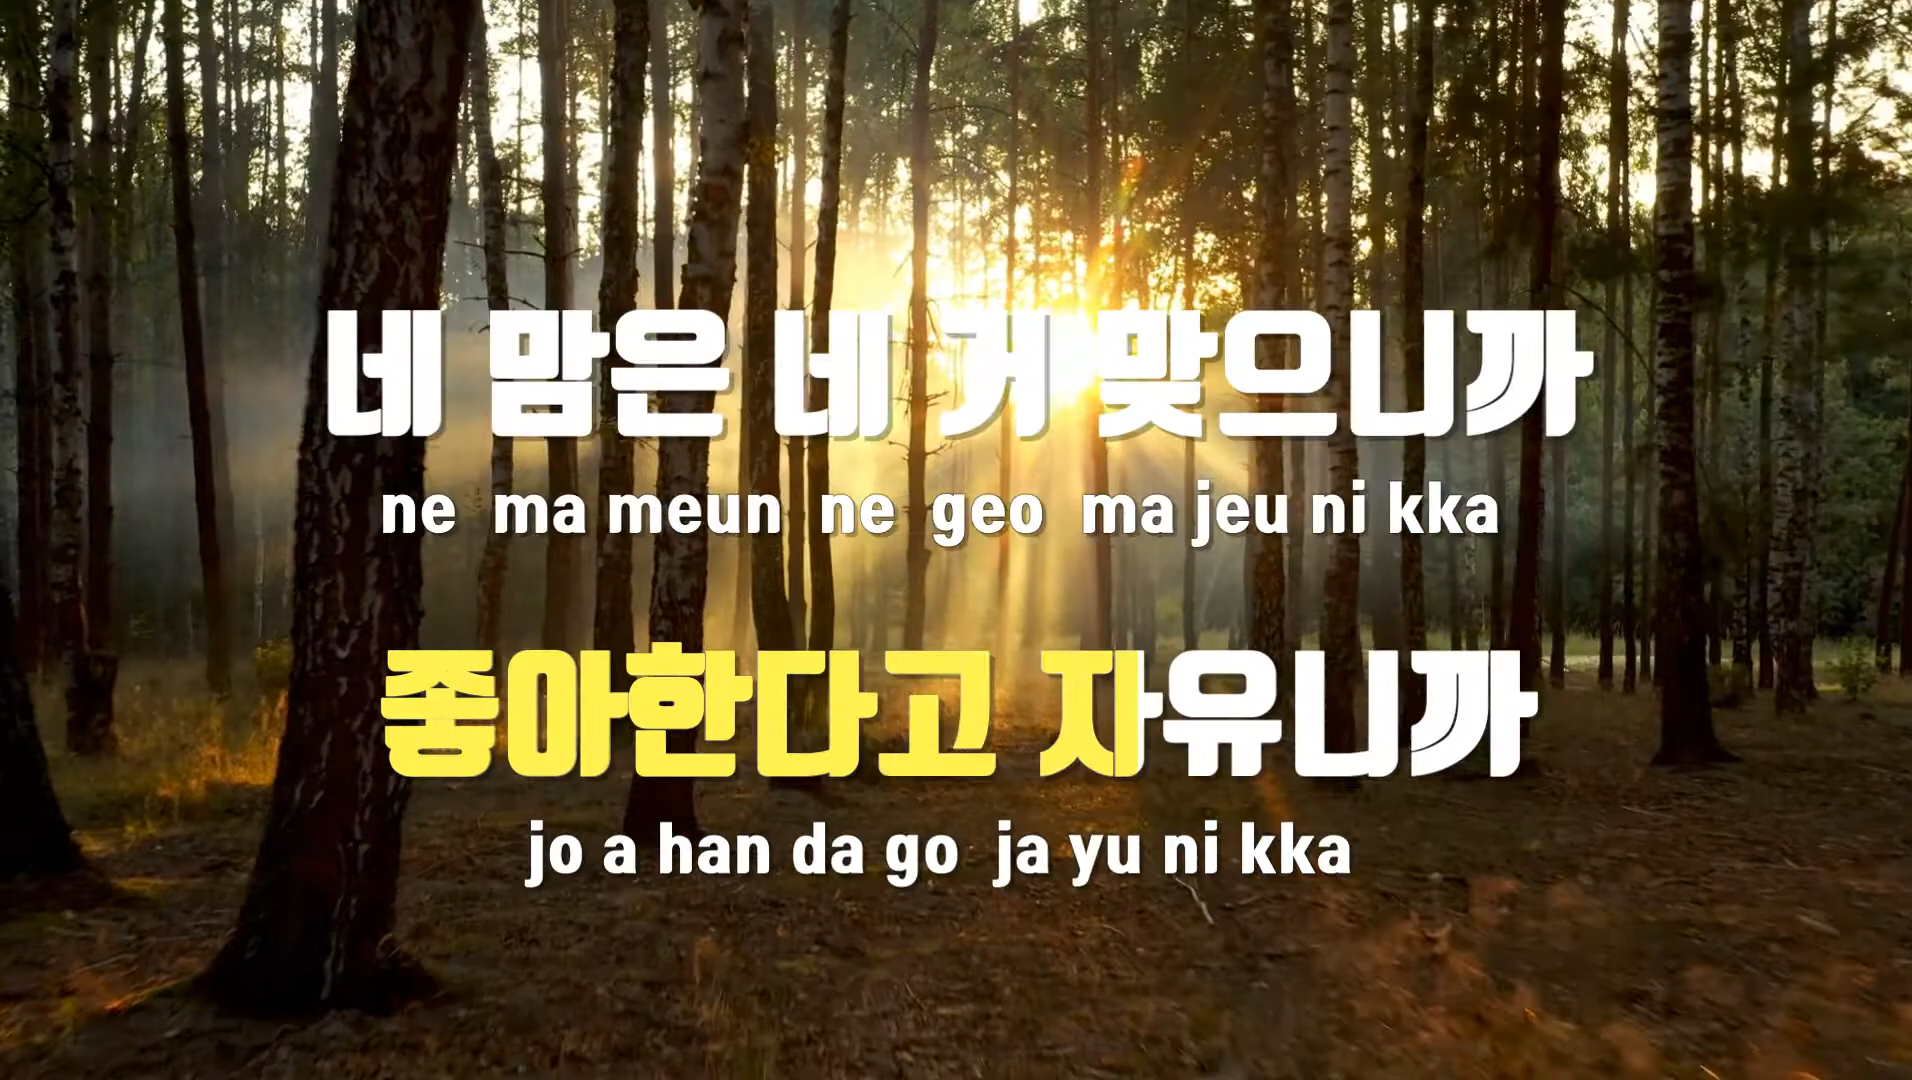 네 맘은 네 거 맞으니까
ne ma meun ne geo ma jeu ni kka
좋아한다고 자유니까
jo a han da go ja yu ni kka